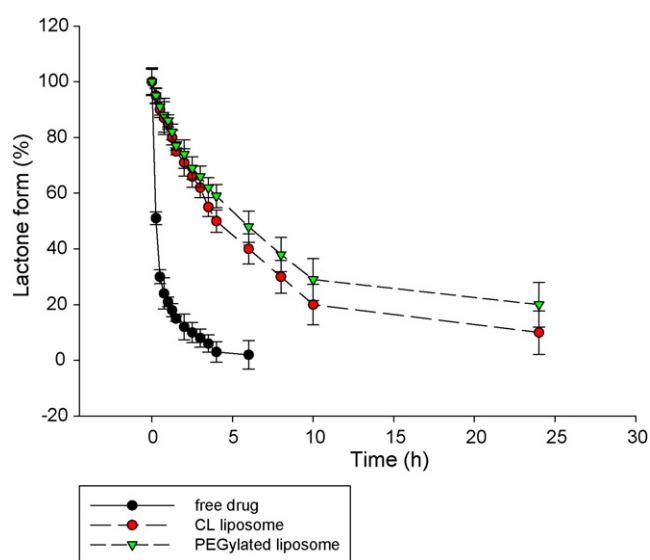 120
100
80
60
40
20
0
-20
Lactone form (%)
0 5 10 15 20 25 30
Time (h)
free drug
CL liposome
PEGylated liposome